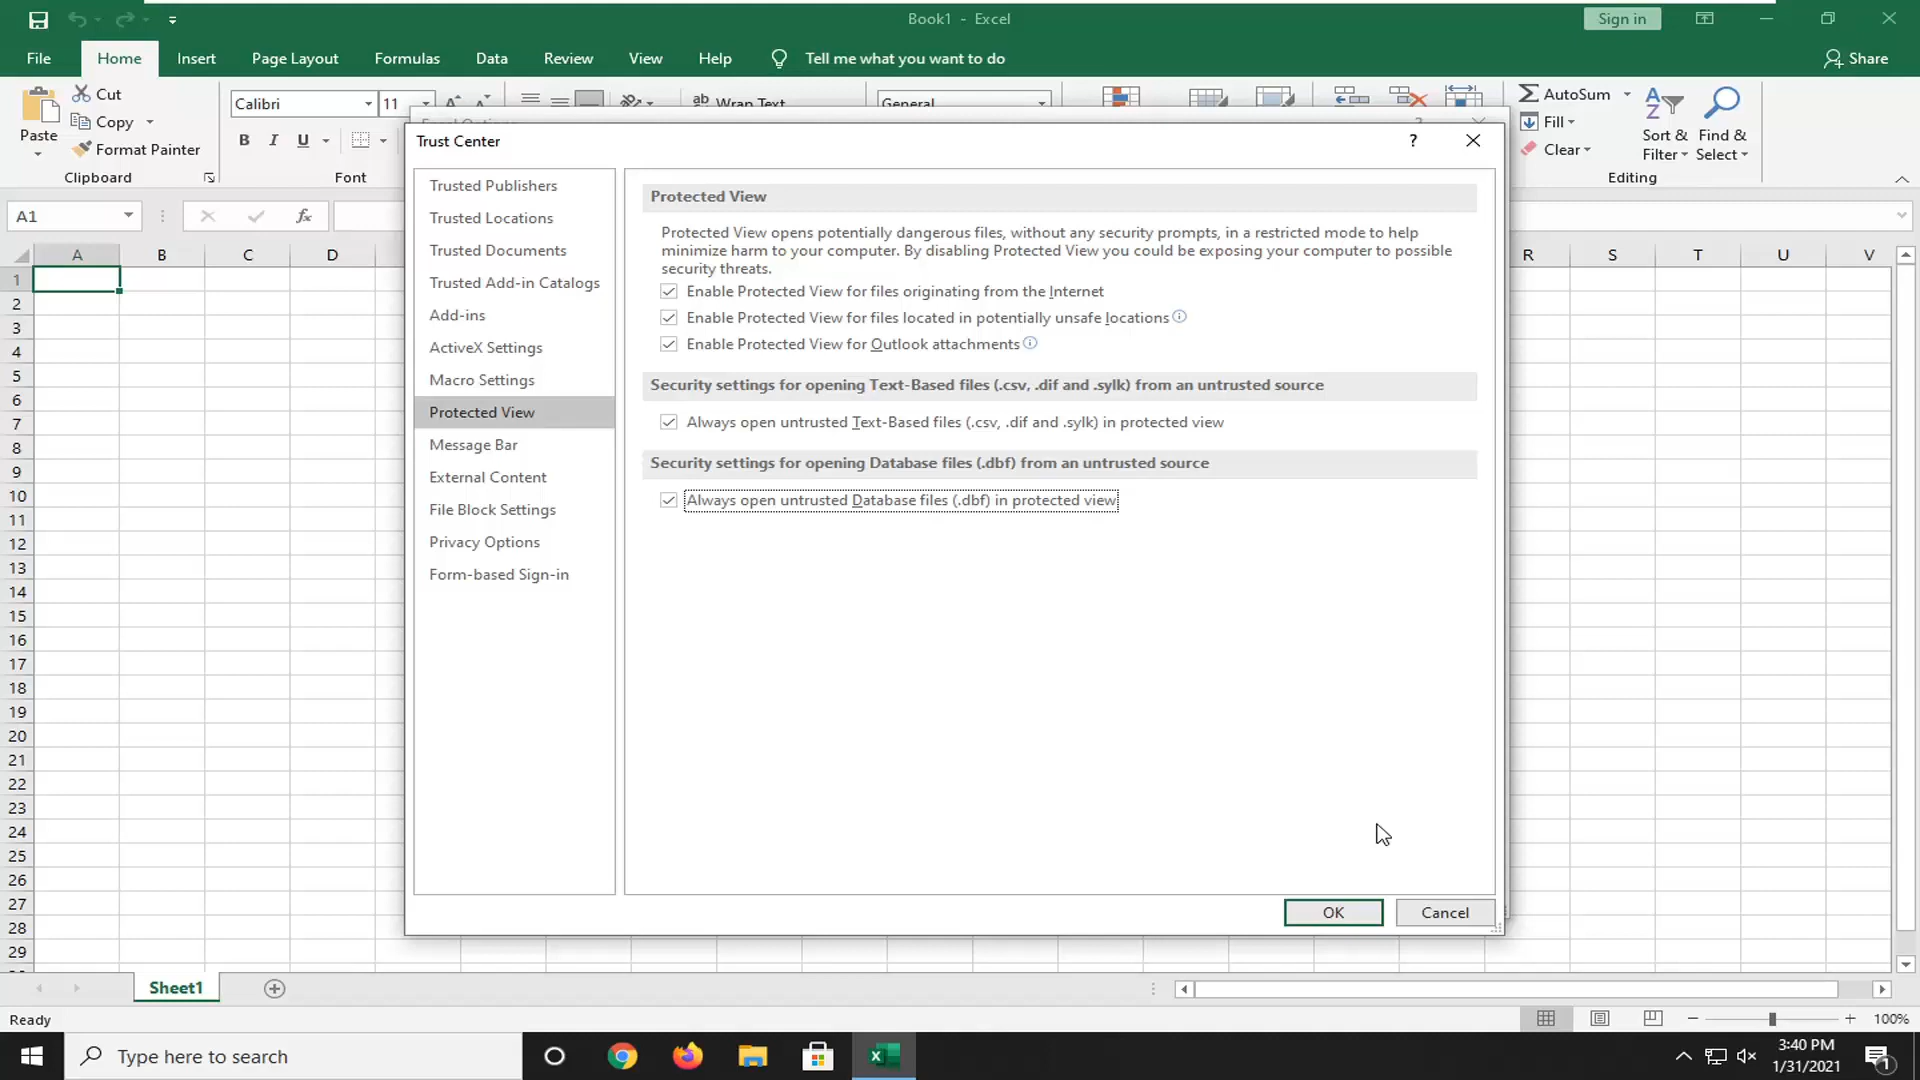 Book1 - Excel
Sign in
File Home Insert Page Layout Formulas Data Review View Help Tell me what you want to do Share
Paste
Cut
Copy
Format Painter
Clipboard
Calibri 11
B I U
Font
Wrap Text
General
AutoSum
Fill
Clear
Sort & Filter
Find & Select
Editing
A1
fx
A B C D R S T U V
1
2
3
4
5
6
7
8
9
10
11
12
13
14
15
16
17
18
19
20
21
22
23
24
25
26
27
28
29
Trust Center
?
Trusted Publishers
Trusted Locations
Trusted Documents
Trusted Add-in Catalogs
Add-ins
ActiveX Settings
Macro Settings
Protected View
Message Bar
External Content
File Block Settings
Privacy Options
Form-based Sign-in
Protected View
Protected View opens potentially dangerous files, without any security prompts, in a restricted mode to help
minimize harm to your computer. By disabling Protected View you could be exposing your computer to possible
security threats.
Enable Protected View for files originating from the Internet
Enable Protected View for files located in potentially unsafe locations
Enable Protected View for Outlook attachments
Security settings for opening Text-Based files (.csv, .dif and .sylk) from an untrusted source
Always open untrusted Text-Based files (.csv, .dif and .sylk) in protected view
Security settings for opening Database files (.dbf) from an untrusted source
Always open untrusted Database files (.dbf) in protected view
OK Cancel
Sheet1
Ready
100%
Type here to search
3:40 PM
1/31/2021
1